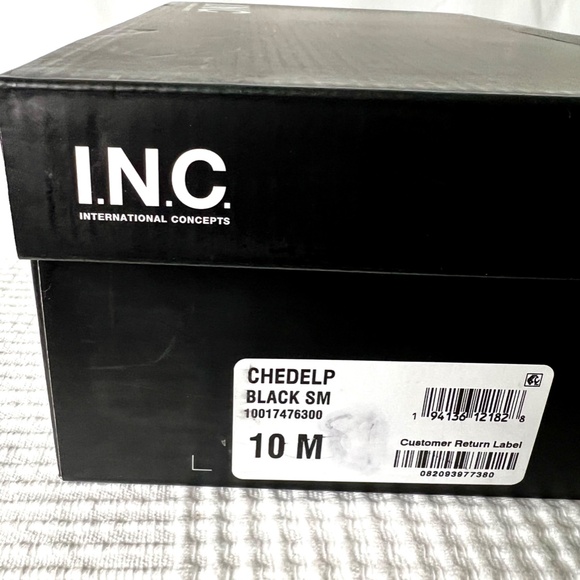 I.N.C.
INTERNATIONAL CONCEPTS
CHEDELP
BLACK SM
10017476300
10 M
1 94136 12182 8
Customer Return Label
082093977380